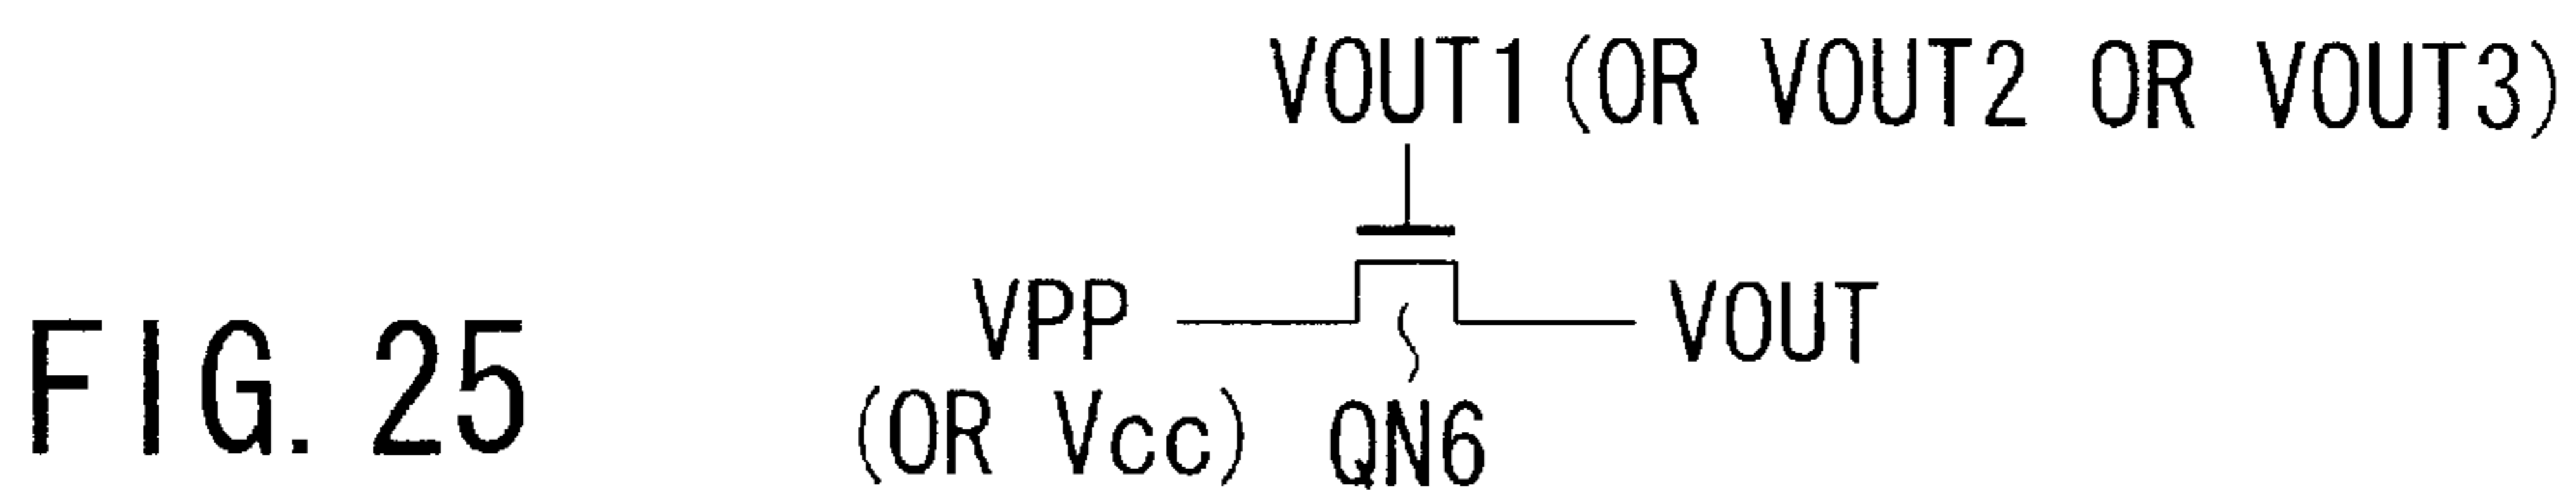 VOUT1 (OR VOUT2 OR VOUT3)
VPP
VOUT
(OR Vcc)
QN6
FIG. 25